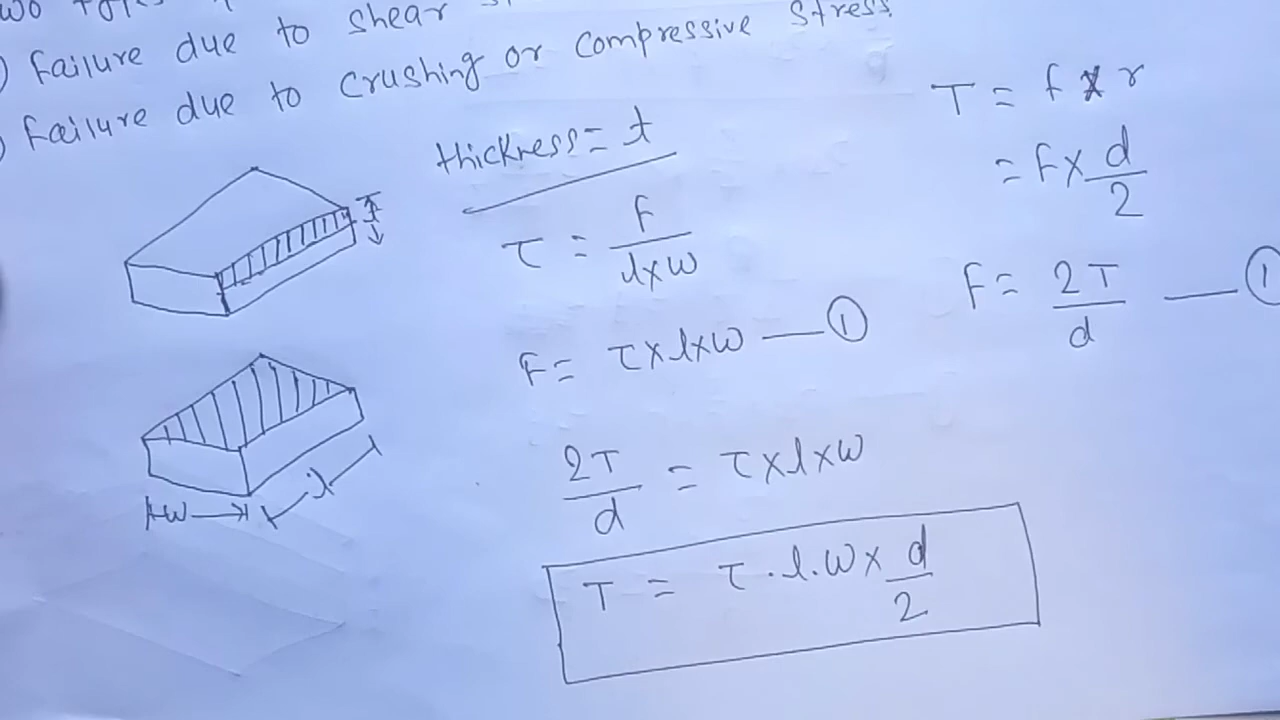 failure due to shear
failure due to crushing or compressive stress.
thickness = t
τ = F / l×w
F = τ×l×w — ①
2T / d = τ×l×w
T = τ.l.w× d / 2
T = F × r
= F× d / 2
F = 2T / d — ①
w
l